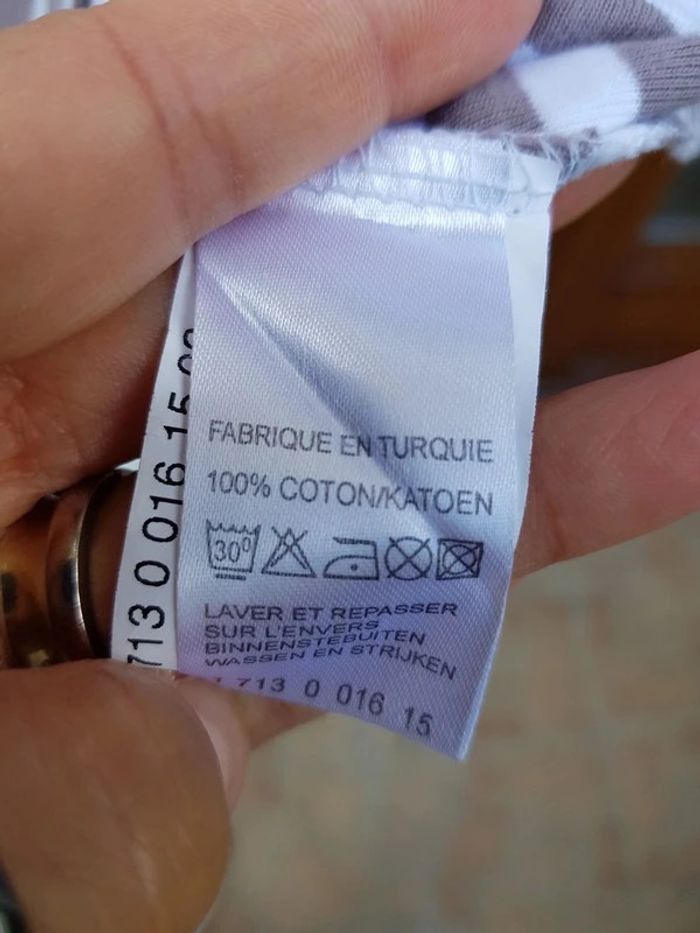 FABRIQUE EN TURQUIE
100% COTON/KATOEN
30⁰
LAVER ET REPASSER
SUR L'ENVERS
BINNENSTEBUITEN
WASSEN EN STRIJKEN
713 0 016 15
713 0 016 15